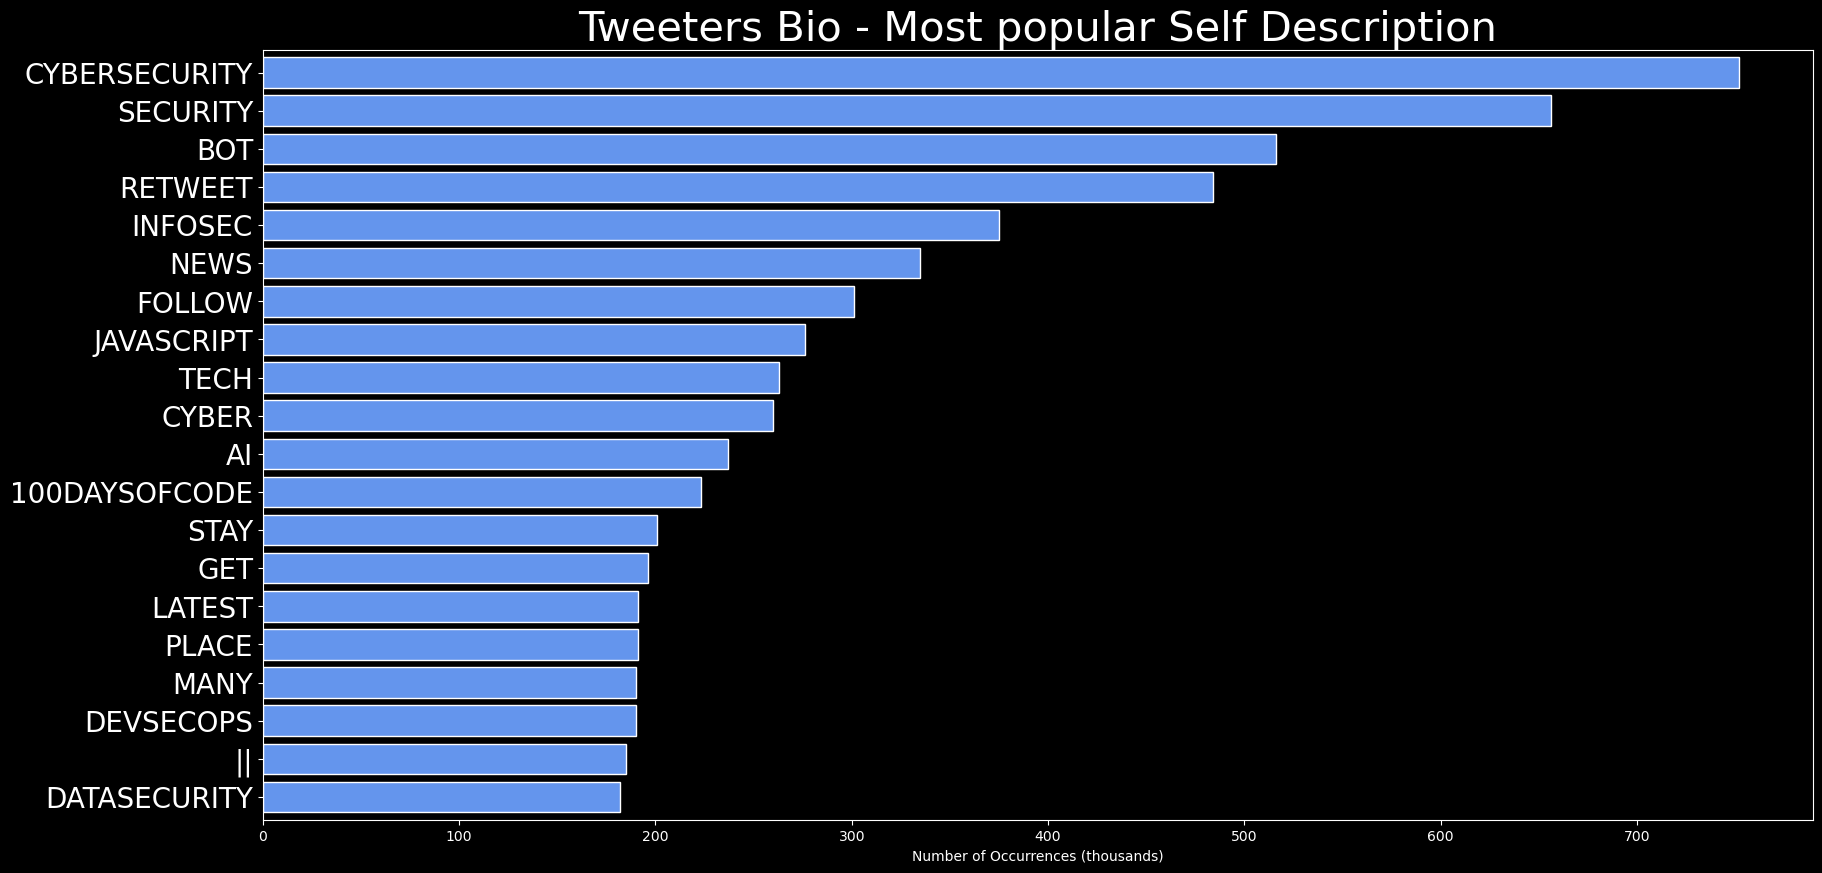 Tweeters Bio - Most popular Self Description
CYBERSECURITY
SECURITY
BOT
RETWEET
INFOSEC
NEWS
FOLLOW
JAVASCRIPT
TECH
CYBER
AI
100DAYSOFCODE
STAY
GET
LATEST
PLACE
MANY
DEVSECOPS
||
DATASECURITY
0 100 200 300 400 500 600 700
Number of Occurrences (thousands)